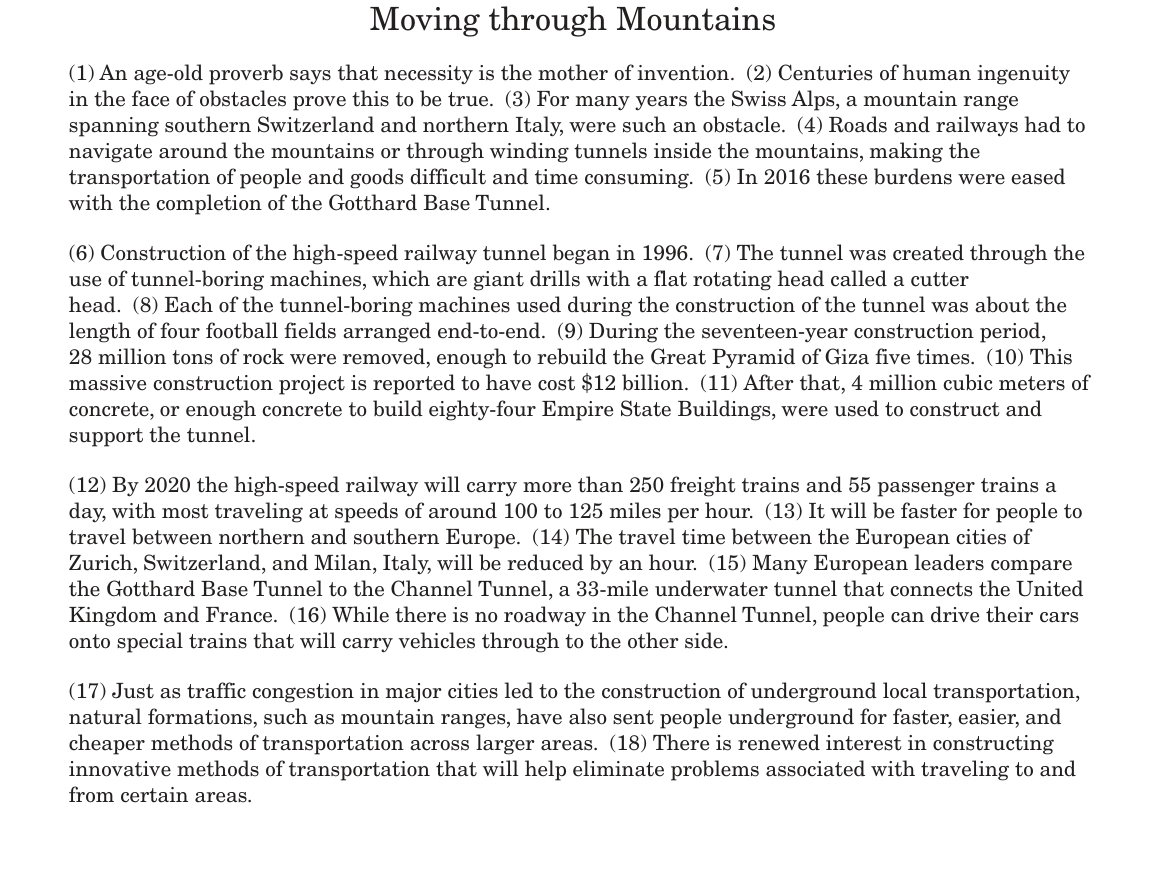 Moving through Mountains
(1) An age-old proverb says that necessity is the mother of invention. (2) Centuries of human ingenuity
in the face of obstacles prove this to be true. (3) For many years the Swiss Alps, a mountain range
spanning southern Switzerland and northern Italy, were such an obstacle. (4) Roads and railways had to
navigate around the mountains or through winding tunnels inside the mountains, making the
transportation of people and goods difficult and time consuming. (5) In 2016 these burdens were eased
with the completion of the Gotthard Base Tunnel.
(6) Construction of the high-speed railway tunnel began in 1996. (7) The tunnel was created through the
use of tunnel-boring machines, which are giant drills with a flat rotating head called a cutter
head. (8) Each of the tunnel-boring machines used during the construction of the tunnel was about the
length of four football fields arranged end-to-end. (9) During the seventeen-year construction period,
28 million tons of rock were removed, enough to rebuild the Great Pyramid of Giza five times. (10) This
massive construction project is reported to have cost $12 billion. (11) After that, 4 million cubic meters of
concrete, or enough concrete to build eighty-four Empire State Buildings, were used to construct and
support the tunnel.
(12) By 2020 the high-speed railway will carry more than 250 freight trains and 55 passenger trains a
day, with most traveling at speeds of around 100 to 125 miles per hour. (13) It will be faster for people to
travel between northern and southern Europe. (14) The travel time between the European cities of
Zurich, Switzerland, and Milan, Italy, will be reduced by an hour. (15) Many European leaders compare
the Gotthard Base Tunnel to the Channel Tunnel, a 33-mile underwater tunnel that connects the United
Kingdom and France. (16) While there is no roadway in the Channel Tunnel, people can drive their cars
onto special trains that will carry vehicles through to the other side.
(17) Just as traffic congestion in major cities led to the construction of underground local transportation,
natural formations, such as mountain ranges, have also sent people underground for faster, easier, and
cheaper methods of transportation across larger areas. (18) There is renewed interest in constructing
innovative methods of transportation that will help eliminate problems associated with traveling to and
from certain areas.